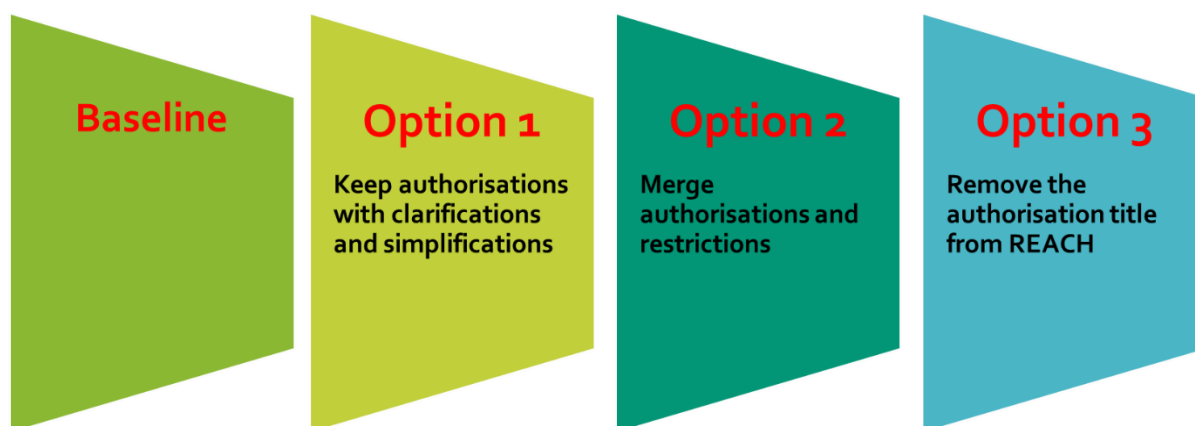 Baseline
Option 1
Keep authorisations
with clarifications
and simplifications
Option 2
Merge
authorisations and
restrictions
Option 3
Remove the
authorisation title
from REACH